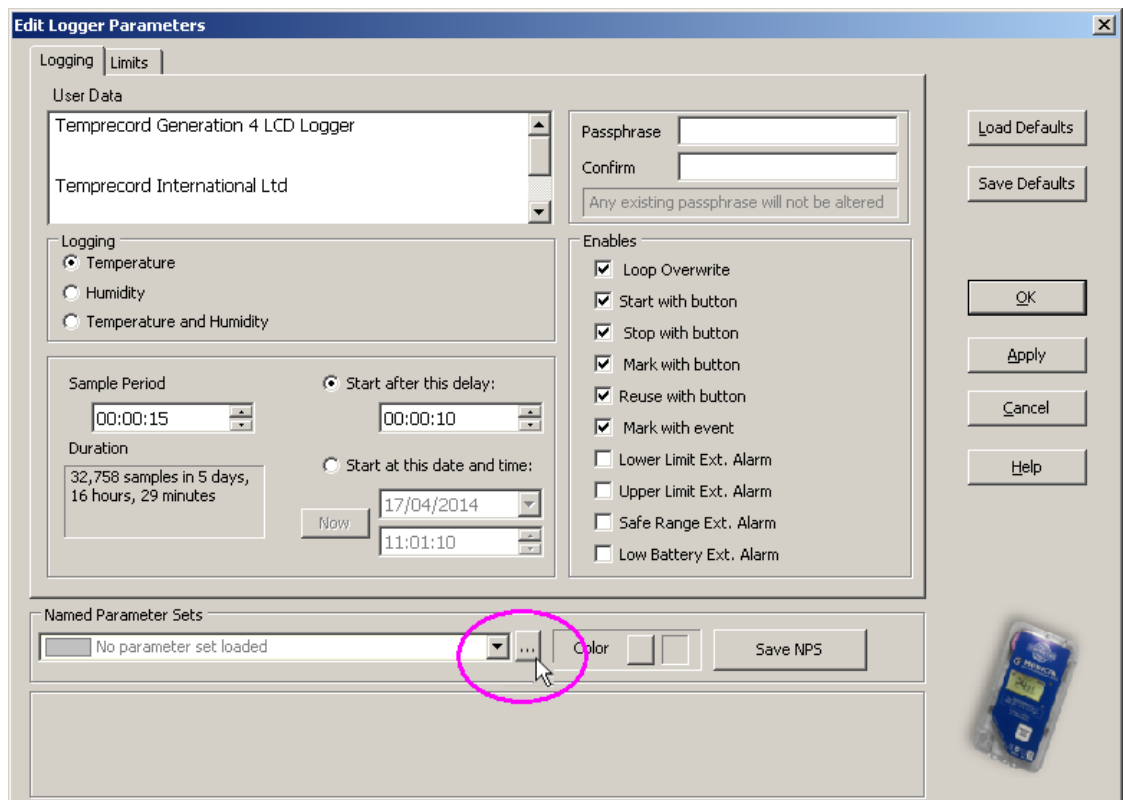 Edit Logger Parameters
Logging
Limits
User Data
Temprecord Generation 4 LCD Logger
Temprecord International Ltd
Passphrase
Confirm
Any existing passphrase will not be altered
Load Defaults
Save Defaults
Logging
Temperature
Humidity
Temperature and Humidity
Enables
Loop Overwrite
Start with button
Stop with button
Mark with button
Reuse with button
Mark with event
Lower Limit Ext. Alarm
Upper Limit Ext. Alarm
Safe Range Ext. Alarm
Low Battery Ext. Alarm
OK
Apply
Cancel
Help
Sample Period
00:00:15
Duration
32,758 samples in 5 days,
16 hours, 29 minutes
Start after this delay:
00:00:10
Start at this date and time:
Now
17/04/2014
11:01:10
Named Parameter Sets
No parameter set loaded
...
Color
Save NPS